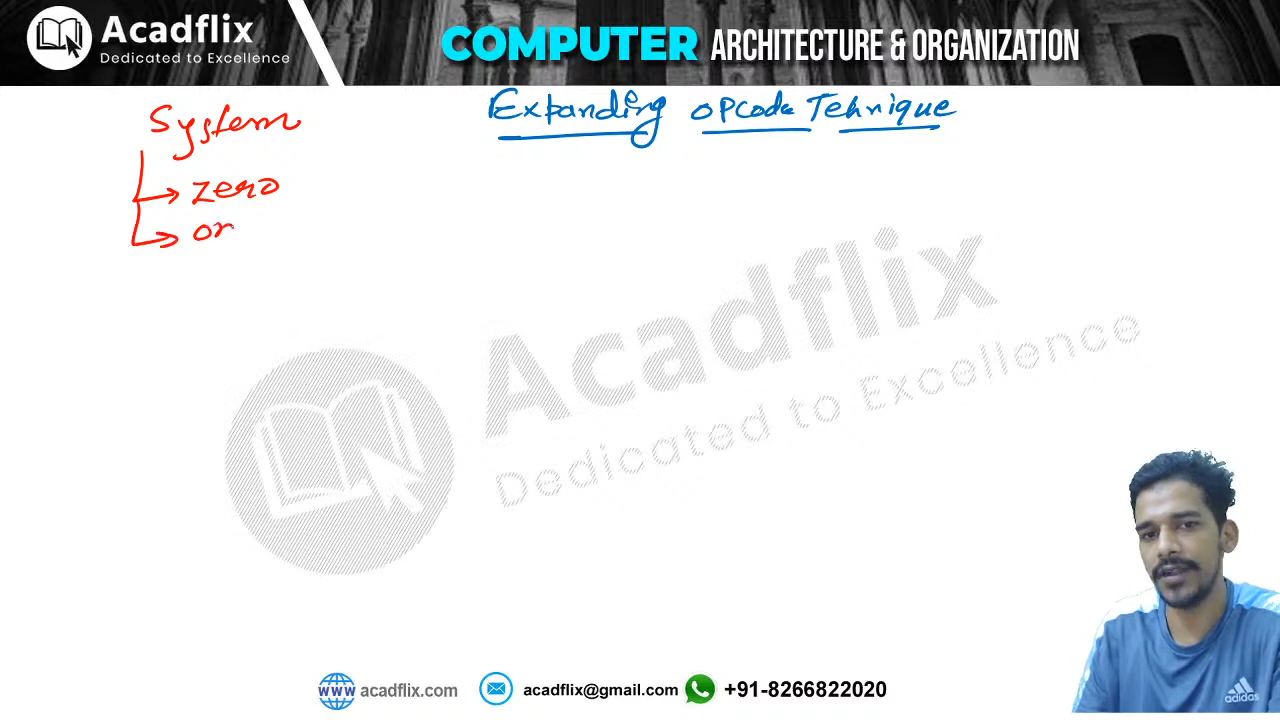 Acadflix
Dedicated to Excellence
COMPUTER ARCHITECTURE & ORGANIZATION
Expanding OPCode Tehnique
System
→ zero
→ or
Acadflix
Dedicated to Excellence
adidas
acadflix.com
acadflix@gmail.com
+91-8266822020